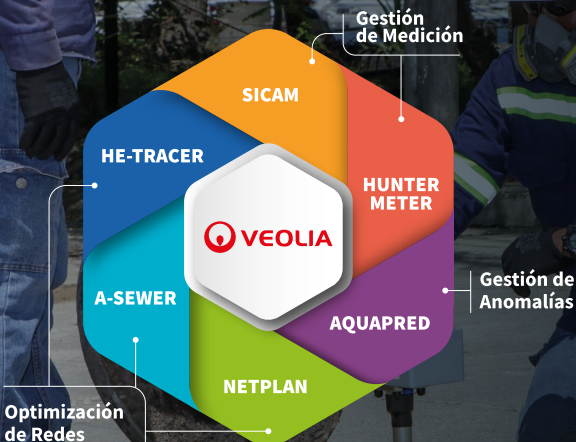 Gestión
de Medición
SICAM
HE-TRACER
HUNTER
METER
VEOLIA
Gestión de
Anomalías
A-SEWER
AQUAPRED
NETPLAN
Optimización
de Redes